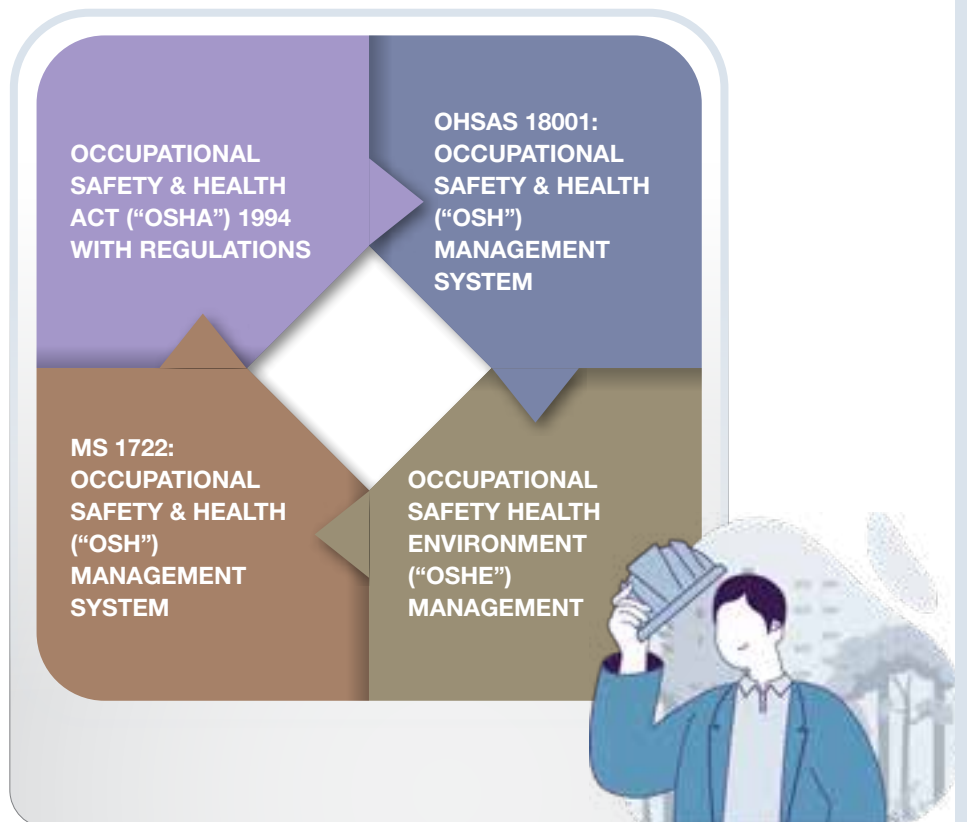 OCCUPATIONAL
SAFETY & HEALTH
ACT (“OSHA”) 1994
WITH REGULATIONS
OHSAS 18001:
OCCUPATIONAL
SAFETY & HEALTH
(“OSH”)
MANAGEMENT
SYSTEM
MS 1722:
OCCUPATIONAL
SAFETY & HEALTH
(“OSH”)
MANAGEMENT
SYSTEM
OCCUPATIONAL
SAFETY HEALTH
ENVIRONMENT
(“OSHE”)
MANAGEMENT